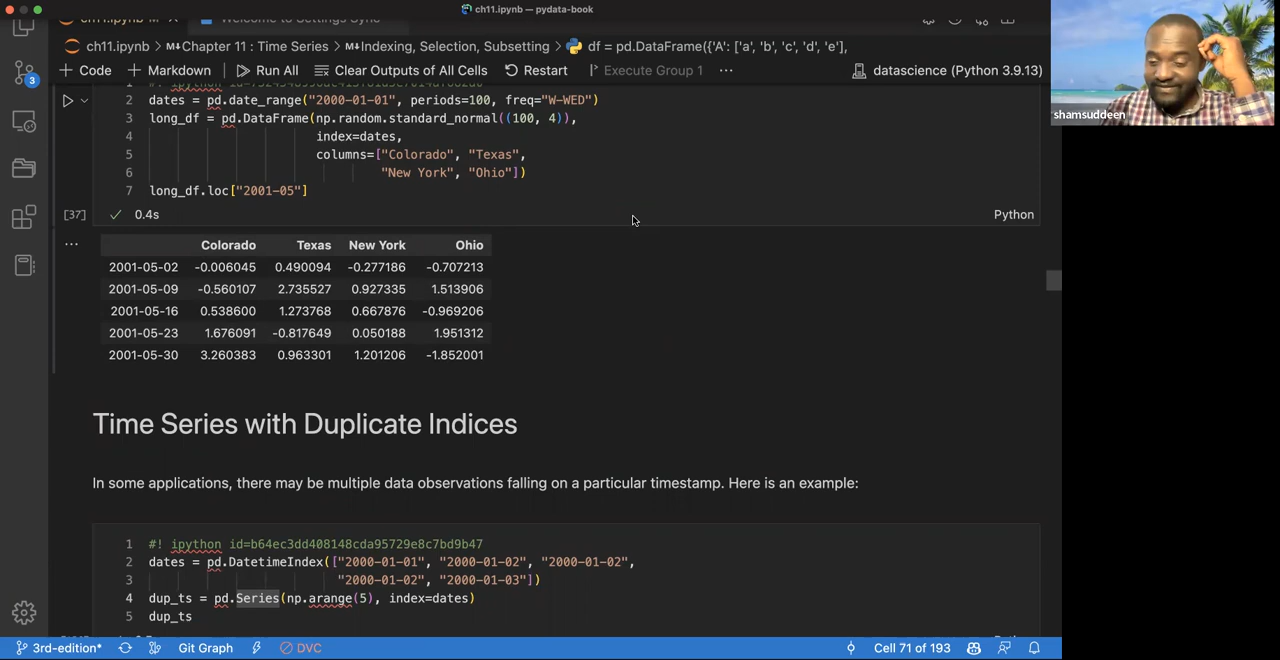 ch11.ipynb — pydata-book
ch11.ipynb M
Welcome to Settings Sync
ch11.ipynb > M↓Chapter 11 : Time Series > M↓Indexing, Selection, Subsetting > df = pd.DataFrame({'A': ['a', 'b', 'c', 'd', 'e'],
+ Code + Markdown Run All Clear Outputs of All Cells Restart Execute Group 1 ··· datascience (Python 3.9.13)
shamsuddeen
2 dates = pd.date_range("2000-01-01", periods=100, freq="W-WED")
3 long_df = pd.DataFrame(np.random.standard_normal((100, 4)),
4 index=dates,
5 columns=["Colorado", "Texas",
6 "New York", "Ohio"])
7 long_df.loc["2001-05"]
[37] ✓ 0.4s Python
··· Colorado Texas New York Ohio
2001-05-02 -0.006045 0.490094 -0.277186 -0.707213
2001-05-09 -0.560107 2.735527 0.927335 1.513906
2001-05-16 0.538600 1.273768 0.667876 -0.969206
2001-05-23 1.676091 -0.817649 0.050188 1.951312
2001-05-30 3.260383 0.963301 1.201206 -1.852001
Time Series with Duplicate Indices
In some applications, there may be multiple data observations falling on a particular timestamp. Here is an example:
1 #! ipython id=b64ec3dd408148cda95729e8c7bd9b47
2 dates = pd.DatetimeIndex(["2000-01-01", "2000-01-02", "2000-01-02",
3 "2000-01-02", "2000-01-03"])
4 dup_ts = pd.Series(np.arange(5), index=dates)
5 dup_ts
3
3rd-edition* Git Graph DVC Cell 71 of 193